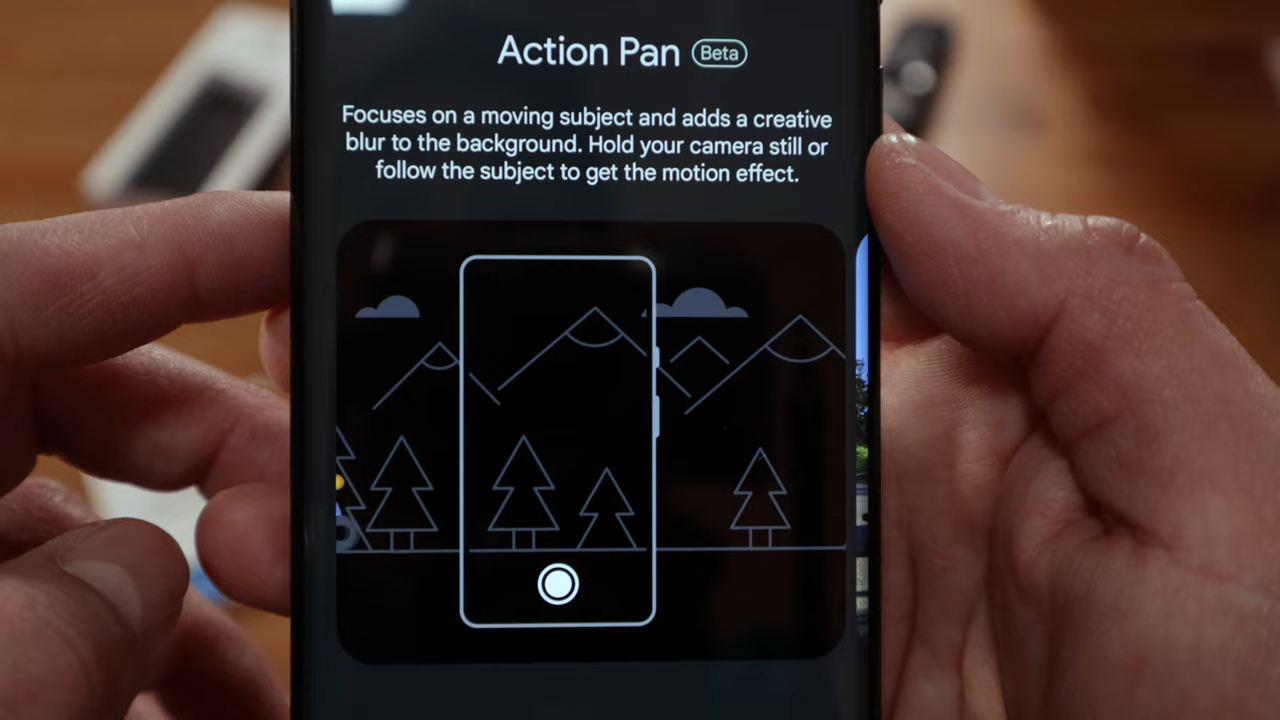 Action Pan Beta
Focuses on a moving subject and adds a creative
blur to the background. Hold your camera still or
follow the subject to get the motion effect.